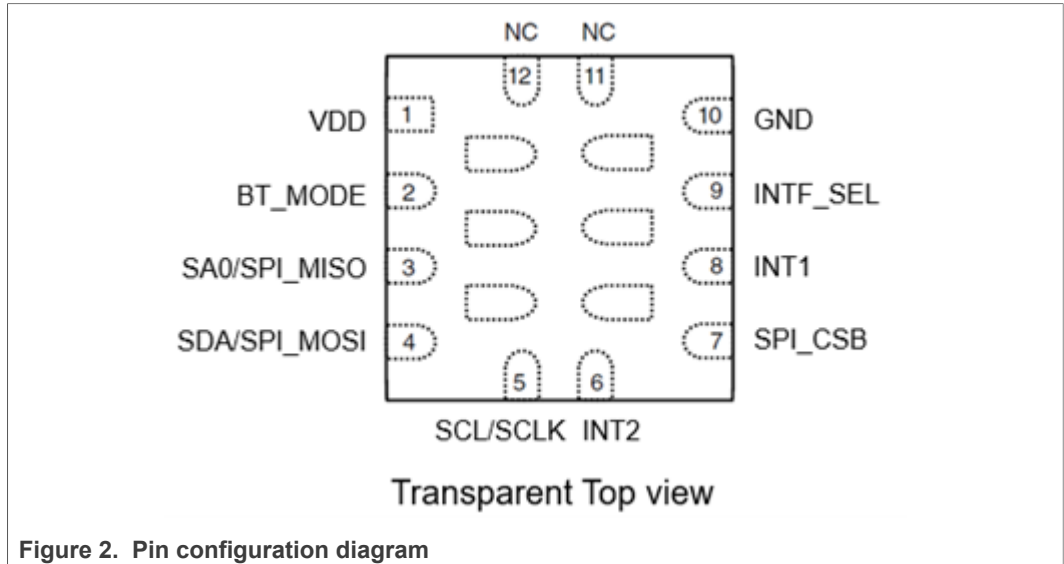 NC NC
12 11
VDD 1 10 GND
BT_MODE 2 9 INTF_SEL
SA0/SPI_MISO 3 8 INT1
SDA/SPI_MOSI 4 7 SPI_CSB
5 6
SCL/SCLK INT2
Transparent Top view
Figure 2. Pin configuration diagram